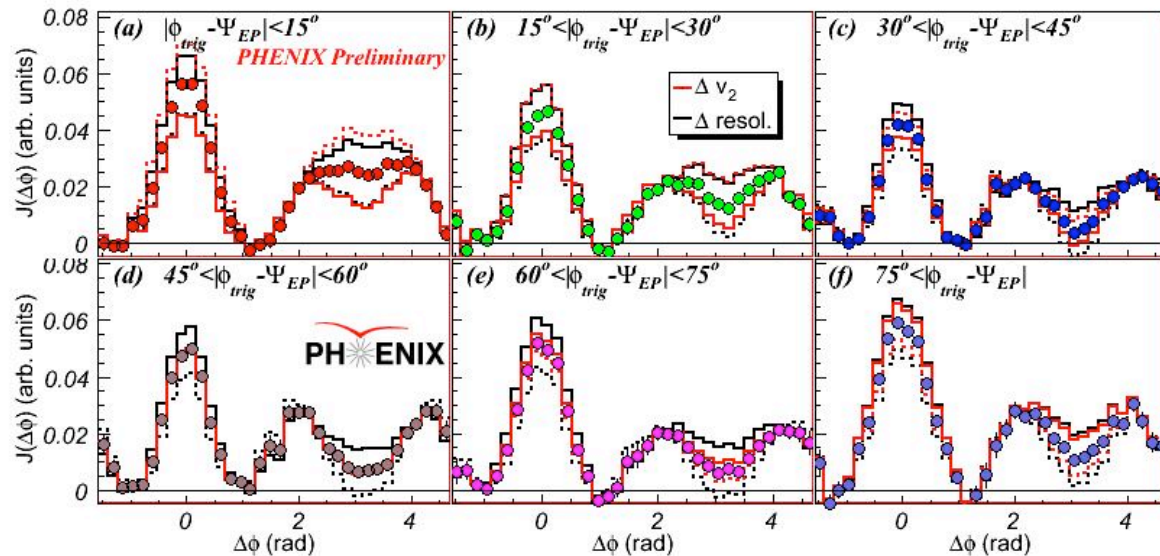 (a) |ϕtrig-ΨEP|<15°
PHENIX Preliminary
(b) 15°<|ϕtrig-ΨEP|<30°
Δ v2
Δ resol.
(c) 30°<|ϕtrig-ΨEP|<45°
J(Δϕ) (arb. units)
0.08
0.06
0.04
0.02
0
(d) 45°<|ϕtrig-ΨEP|<60°
PHENIX
(e) 60°<|ϕtrig-ΨEP|<75°
(f) 75°<|ϕtrig-ΨEP|
J(Δϕ) (arb. units)
0.08
0.06
0.04
0.02
0
0 2 4
0 2 4
0 2 4
Δϕ (rad)
Δϕ (rad)
Δϕ (rad)